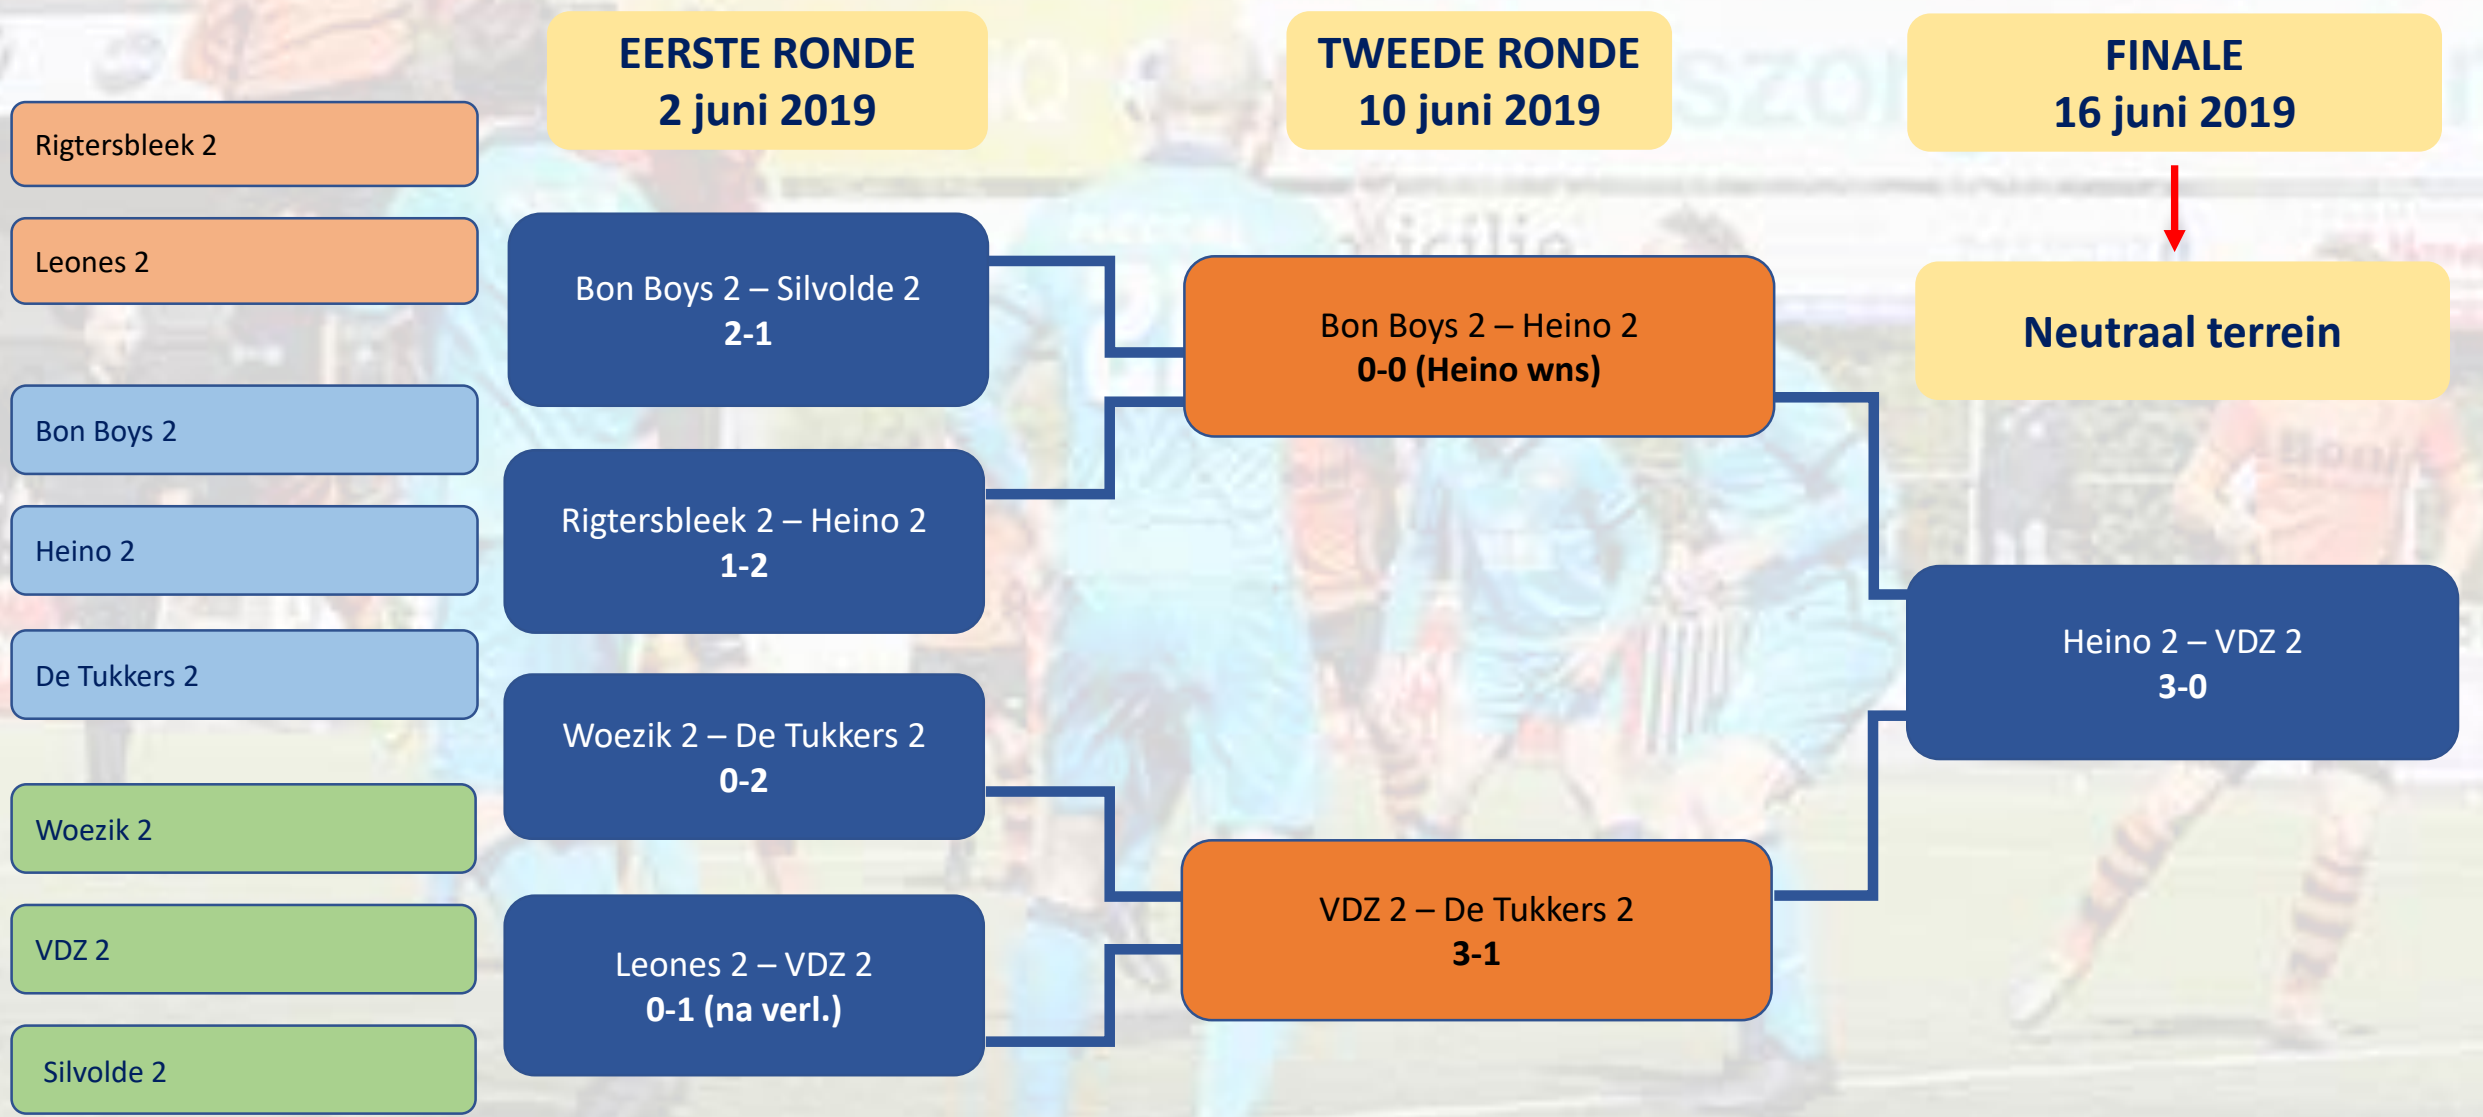 EERSTE RONDE
2 juni 2019
TWEEDE RONDE
10 juni 2019
FINALE
16 juni 2019
Neutraal terrein
Rigtersbleek 2
Leones 2
Bon Boys 2
Heino 2
De Tukkers 2
Woezik 2
VDZ 2
Silvolde 2
Bon Boys 2 – Silvolde 2
2-1
Rigtersbleek 2 – Heino 2
1-2
Woezik 2 – De Tukkers 2
0-2
Leones 2 – VDZ 2
0-1 (na verl.)
Bon Boys 2 – Heino 2
0-0 (Heino wns)
VDZ 2 – De Tukkers 2
3-1
Heino 2 – VDZ 2
3-0